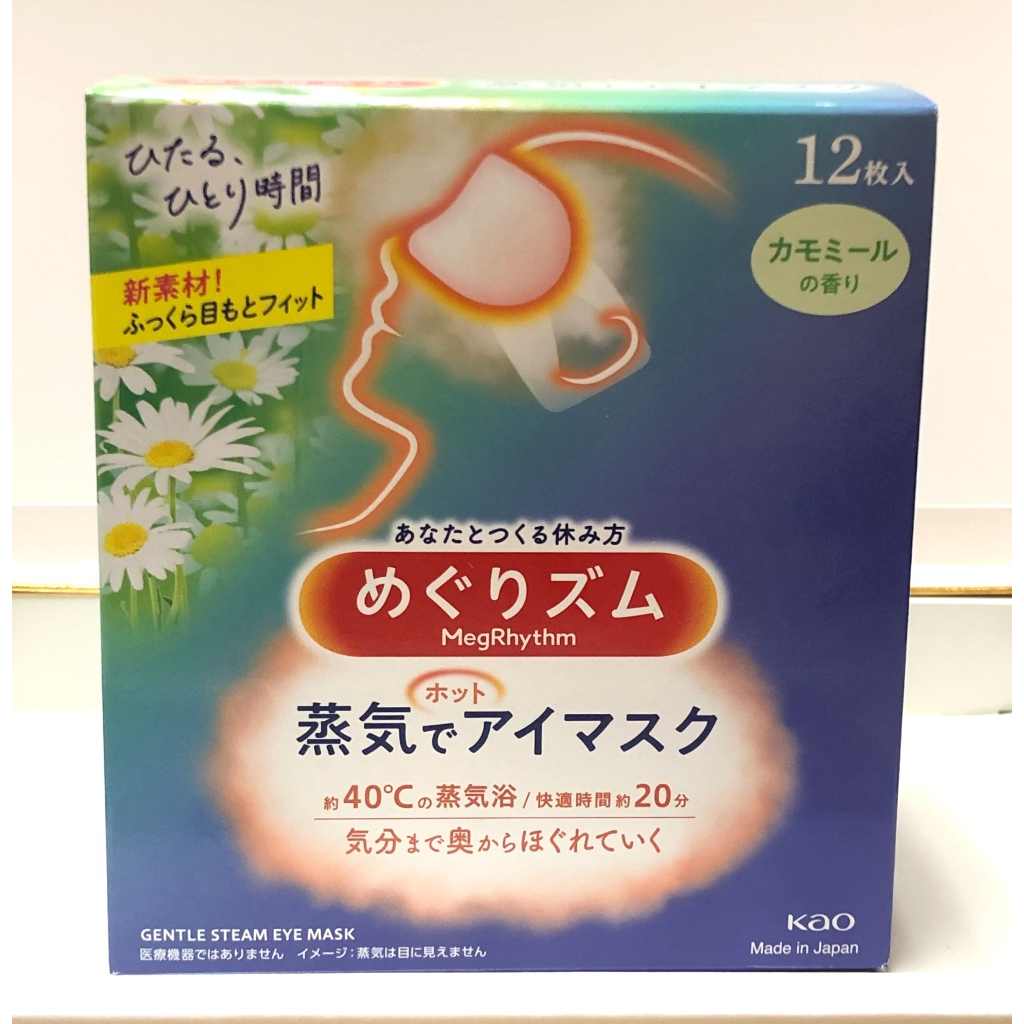 ひたる、
ひとり時間
12枚入
カモミール
の香り
新素材!
ふっくら目もとフィット
あなたとつくる休み方
めぐりズム
MegRhythm
ホット
蒸気でアイマスク
約40℃の蒸気浴/快適時間約20分
気分まで奥からほぐれていく
GENTLE STEAM EYE MASK
医療機器ではありません イメージ:蒸気は目に見えません
Kao
Made in Japan